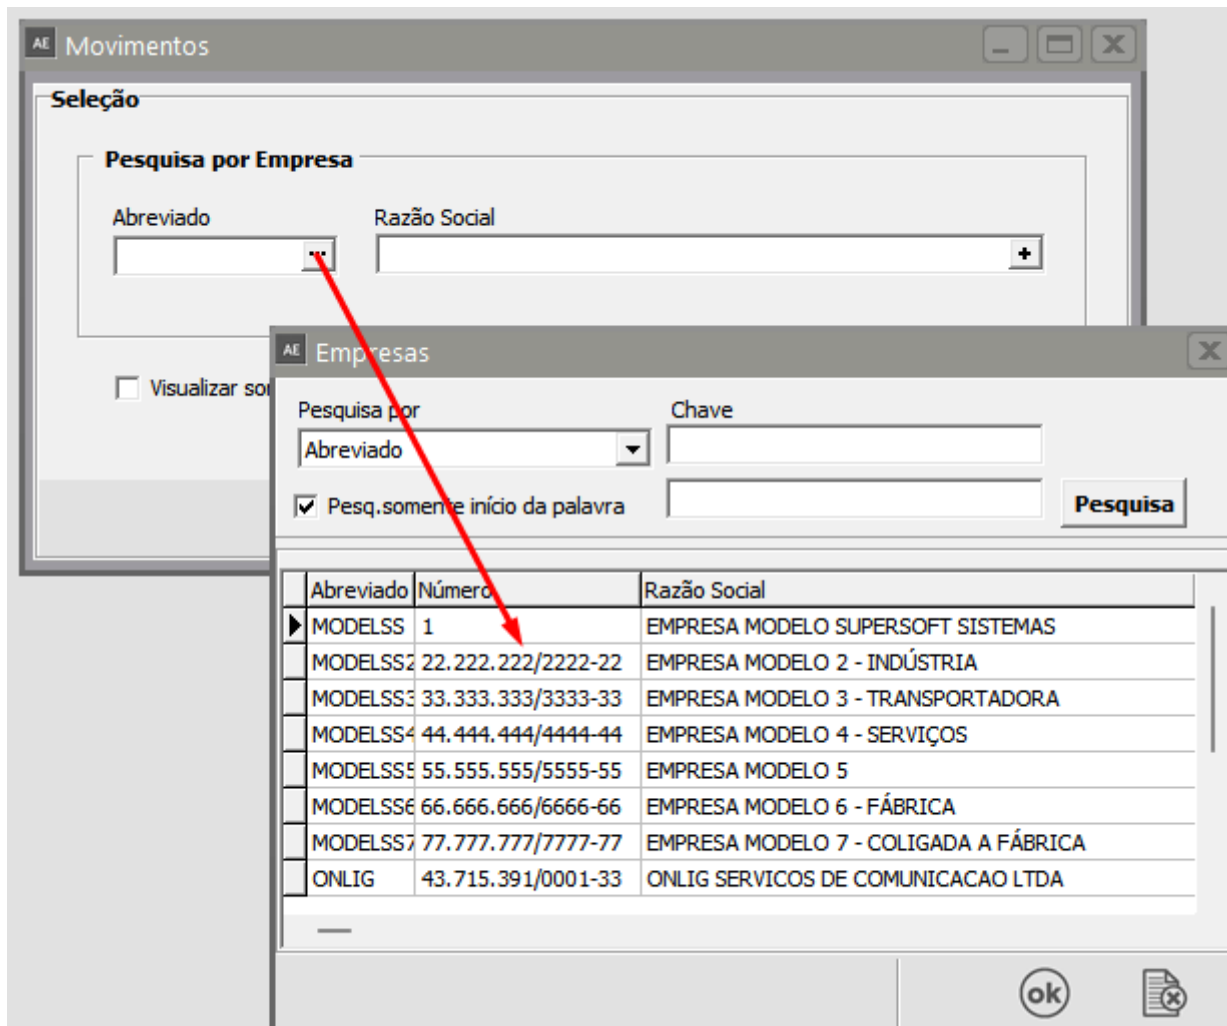 AE Movimentos
Seleção
Pesquisa por Empresa
Abreviado Razão Social
... +
AE Empresas
Visualizar
Pesquisa por Chave
Abreviado
Pesq.somente início da palavra Pesquisa
Abreviado Número Razão Social
MODELSS 1 EMPRESA MODELO SUPERSOFT SISTEMAS
MODELSS2 22.222.222/2222-22 EMPRESA MODELO 2 - INDÚSTRIA
MODELSS3 33.333.333/3333-33 EMPRESA MODELO 3 - TRANSPORTADORA
MODELSS4 44.444.444/4444-44 EMPRESA MODELO 4 - SERVIÇOS
MODELSS5 55.555.555/5555-55 EMPRESA MODELO 5
MODELSS6 66.666.666/6666-66 EMPRESA MODELO 6 - FÁBRICA
MODELSS7 77.777.777/7777-77 EMPRESA MODELO 7 - COLIGADA A FÁBRICA
ONLIG 43.715.391/0001-33 ONLIG SERVICOS DE COMUNICACAO LTDA
ok